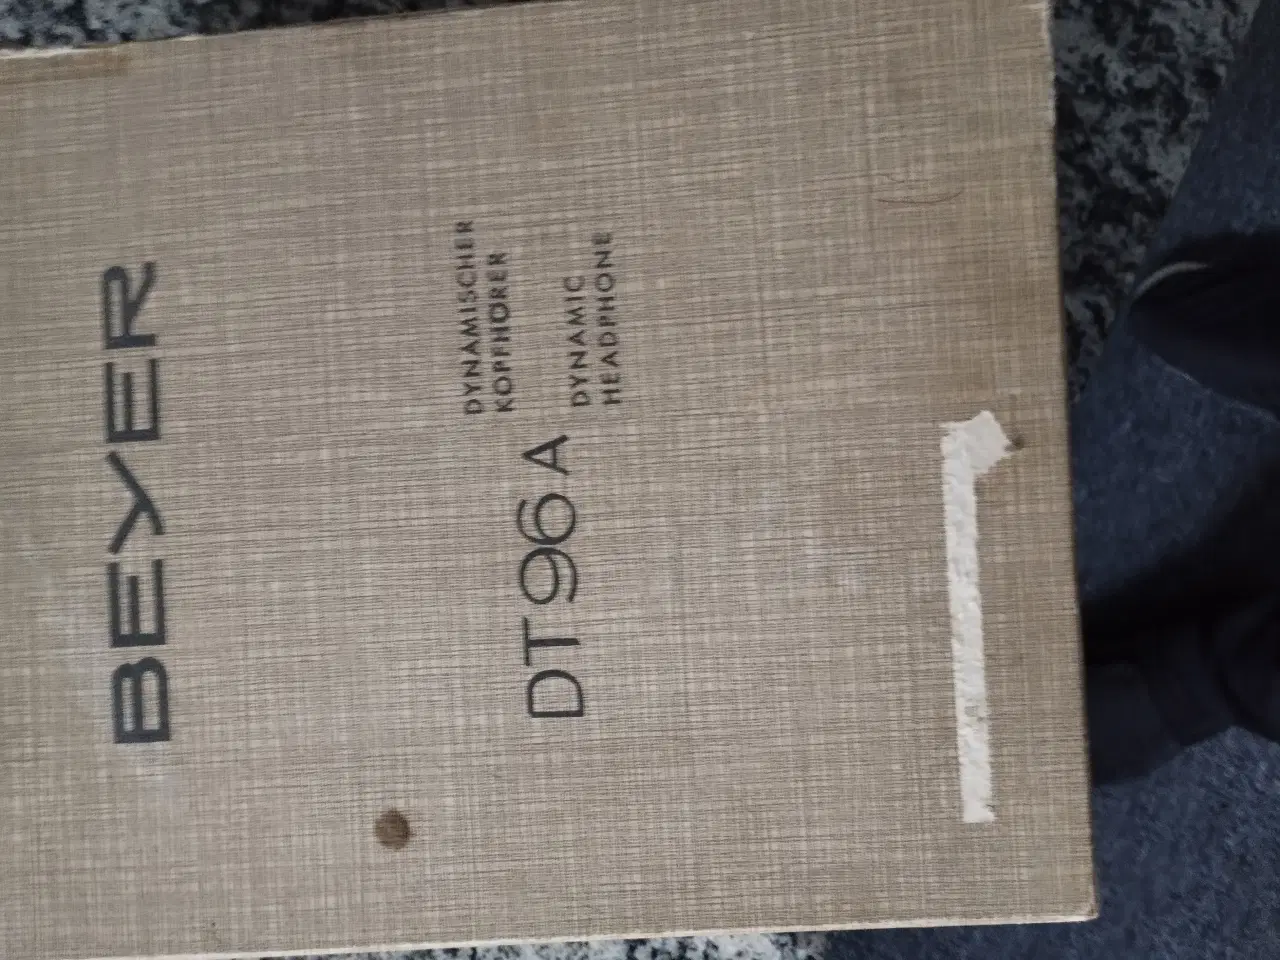 BEYER
DT96A
DYNAMISCHER
KOPFHÖRER
DYNAMIC
HEADPHONE